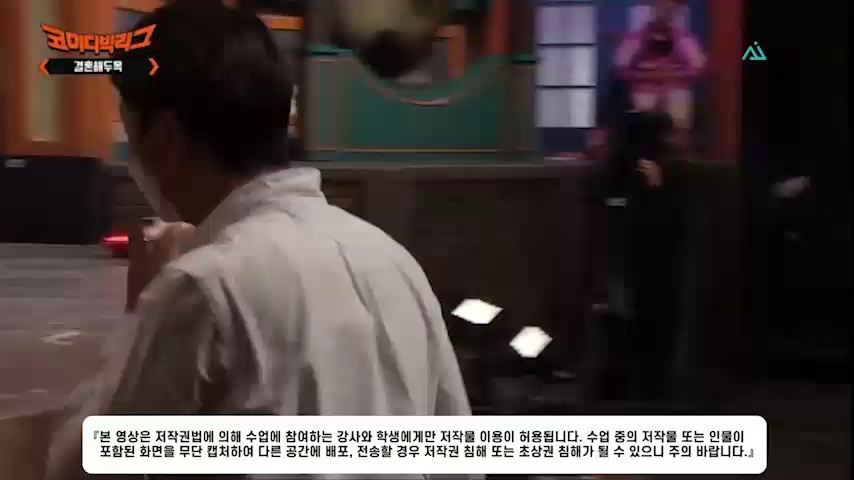 코미디빅리그
결혼해두목
『본 영상은 저작권법에 의해 수업에 참여하는 강사와 학생에게만 저작물 이용이 허용됩니다. 수업 중의 저작물 또는 인물이
포함된 화면을 무단 캡처하여 다른 공간에 배포, 전송할 경우 저작권 침해 또는 초상권 침해가 될 수 있으니 주의 바랍니다.』